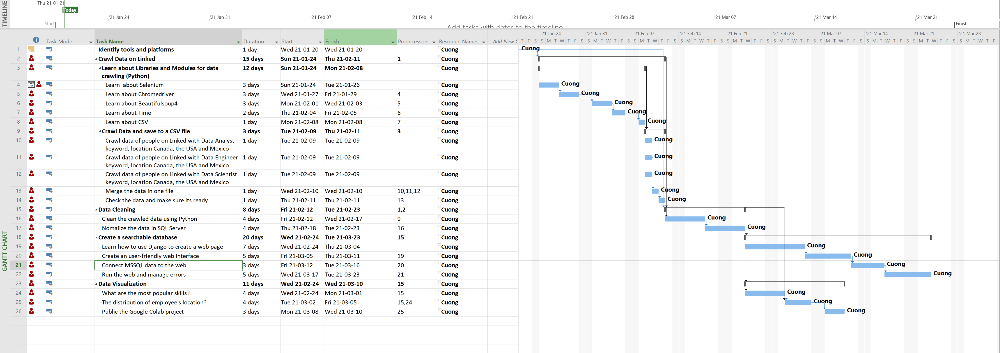 Thu 21-01-21
Today
TIMELINE
'21 Jan 24 '21 Jan 31 '21 Feb 07 '21 Feb 14 '21 Feb 21 '21 Feb 28 '21 Mar 07 '21 Mar 14 '21 Mar 21
Start Finish
Add tasks with dates to the timeline
GANTT CHART
Task Mode Task Name Duration Start Finish Predecessors Resource Names Add New C
'21 Jan 24 '21 Jan 31 '21 Feb 07 '21 Feb 14 '21 Feb 21 '21 Feb 28 '21 Mar 07 '21 Mar 14 '21 Mar 21 '21 Mar 28
T F S S M T W T F S S M T W T F S S M T W T F S S M T W T F S S M T W T F S S M T W T F S S M T W T F S S M T W T F S S M T W T F S S M T W T F
1 Identify tools and platforms 1 day Wed 21-01-20 Wed 21-01-20 Cuong Cuong
2 Crawl Data on Linked 15 days Sun 21-01-24 Thu 21-02-11 1 Cuong
3 Learn about Libraries and Modules for data 12 days Sun 21-01-24 Mon 21-02-08 Cuong
crawling (Python)
4 Learn about Selenium 3 days Sun 21-01-24 Tue 21-01-26 Cuong Cuong
5 Learn about Chromedriver 3 days Wed 21-01-27 Fri 21-01-29 4 Cuong Cuong
6 Learn about Beautifulsoup4 3 days Mon 21-02-01 Wed 21-02-03 5 Cuong Cuong
7 Learn about Time 2 days Thu 21-02-04 Fri 21-02-05 6 Cuong Cuong
8 Learn about CSV 1 day Mon 21-02-08 Mon 21-02-08 7 Cuong Cuong
9 Crawl Data and save to a CSV file 3 days Tue 21-02-09 Thu 21-02-11 3 Cuong
10 Crawl data of people on Linked with Data Analyst 1 day Tue 21-02-09 Tue 21-02-09 Cuong Cuong
keyword, location Canada, the USA and Mexico
11 Crawl data of people on Linked with Data Engineer 1 day Tue 21-02-09 Tue 21-02-09 Cuong Cuong
keyword, location Canada, the USA and Mexico
12 Crawl data of people on Linked with Data Scientist 1 day Tue 21-02-09 Tue 21-02-09 Cuong Cuong
keyword, location Canada, the USA and Mexico
13 Merge the data in one file 1 day Wed 21-02-10 Wed 21-02-10 10,11,12 Cuong Cuong
14 Check the data and make sure its ready 1 day Thu 21-02-11 Thu 21-02-11 13 Cuong Cuong
15 Data Cleaning 8 days Fri 21-02-12 Tue 21-02-23 1,2 Cuong
16 Clean the crawled data using Python 4 days Fri 21-02-12 Wed 21-02-17 9 Cuong Cuong
17 Nomalize the data in SQL Server 4 days Thu 21-02-18 Tue 21-02-23 16 Cuong Cuong
18 Create a searchable database 20 days Wed 21-02-24 Tue 21-03-23 15 Cuong
19 Learn how to use Django to create a web page 7 days Wed 21-02-24 Thu 21-03-04 Cuong Cuong
20 Create an user-friendly web interface 5 days Fri 21-03-05 Thu 21-03-11 19 Cuong Cuong
21 Connect MSSQL data to the web 3 days Fri 21-03-12 Tue 21-03-16 20 Cuong Cuong
22 Run the web and manage errors 5 days Wed 21-03-17 Tue 21-03-23 21 Cuong Cuong
23 Data Visualization 11 days Wed 21-02-24 Wed 21-03-10 15 Cuong
24 What are the most popular skills? 4 days Wed 21-02-24 Mon 21-03-01 15 Cuong Cuong
25 The distribution of employee's location? 4 days Tue 21-03-02 Fri 21-03-05 15,24 Cuong Cuong
26 Public the Google Colab project 3 days Mon 21-03-08 Wed 21-03-10 25 Cuong Cuong